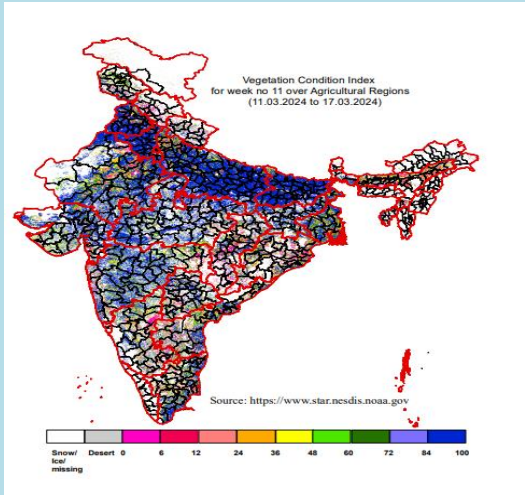 Vegetation Condition Index
for week no 11 over Agricultural Regions
(11.03.2024 to 17.03.2024)
Source: https://www.star.nesdis.noaa.gov
Snow/ Desert 0 6 12 24 36 48 60 72 84 100
Ice/
missing